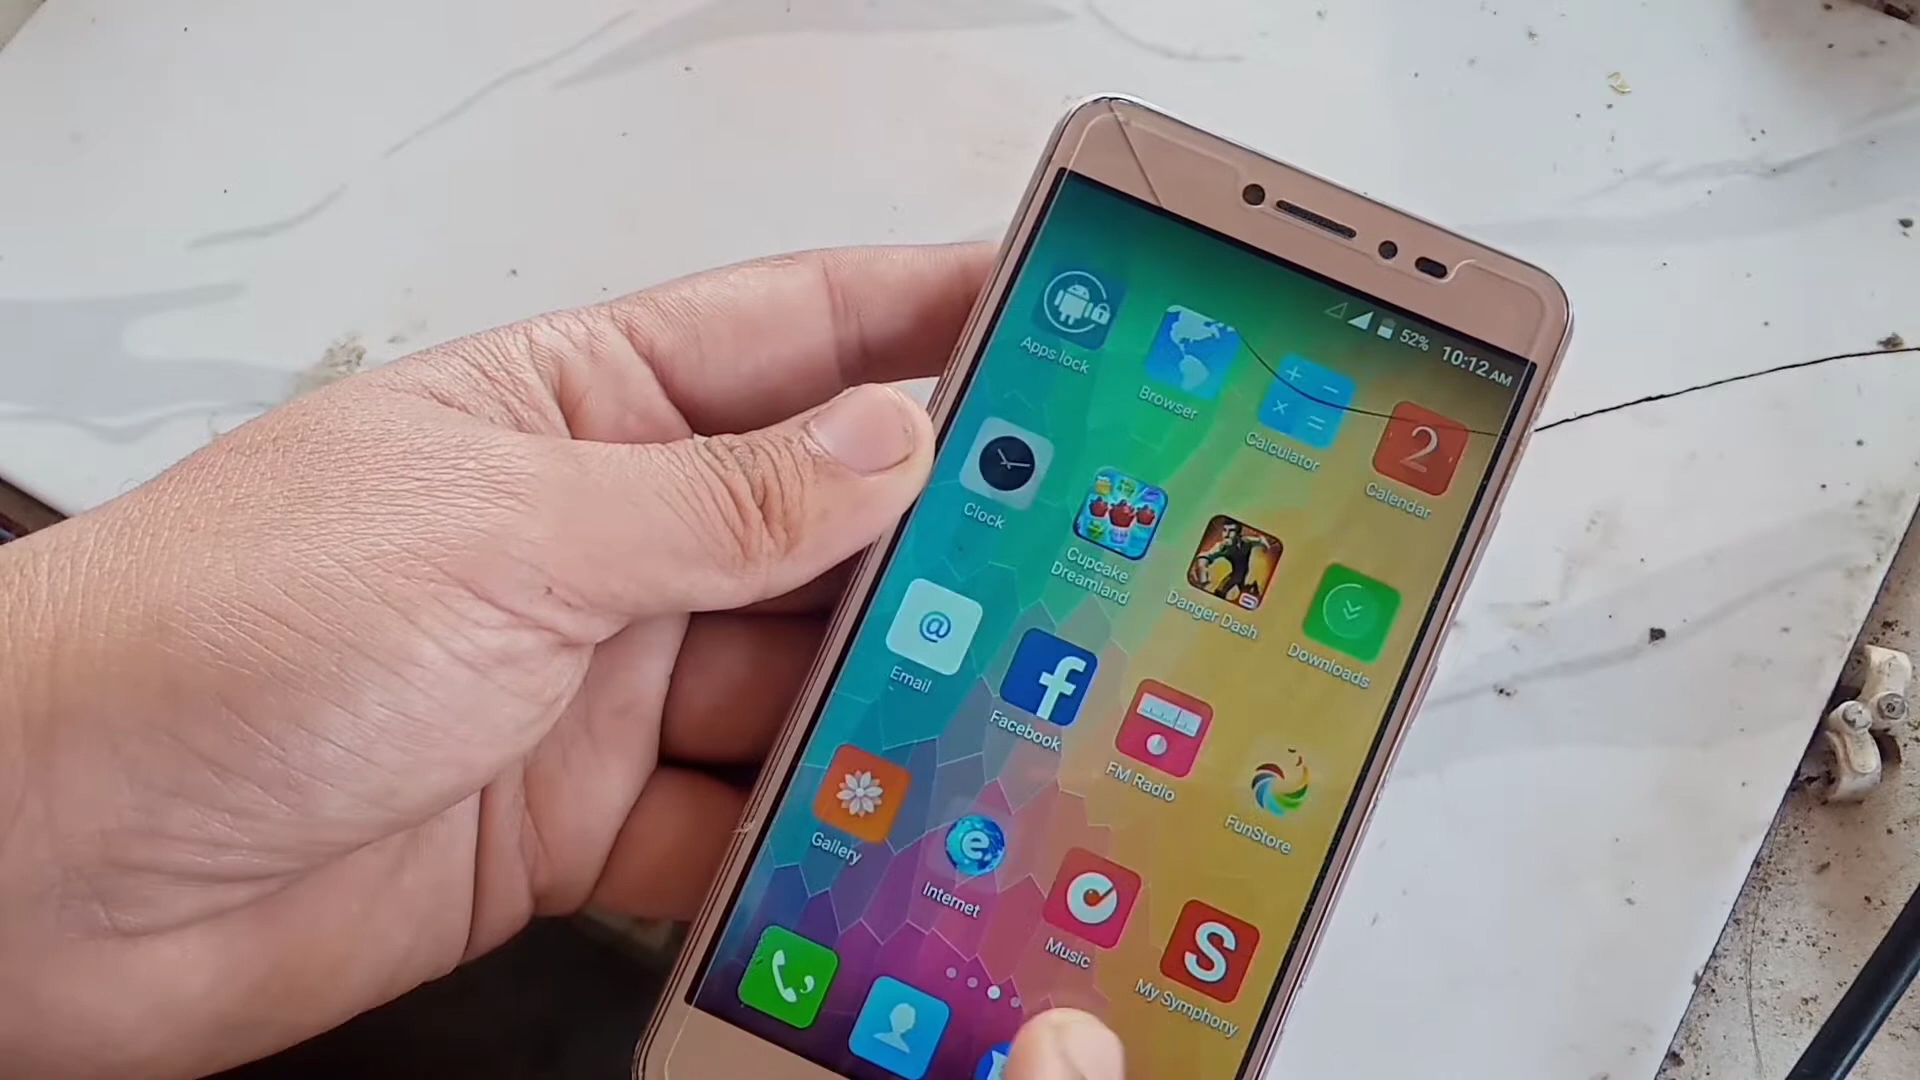 52% 10:12 AM
Apps lock
Browser
Calculator
2
Calendar
Clock
Cupcake
Dreamland
Danger Dash
Downloads
@
Email
f
Facebook
FM Radio
FunStore
Gallery
e
Internet
Music
S
My Symphony